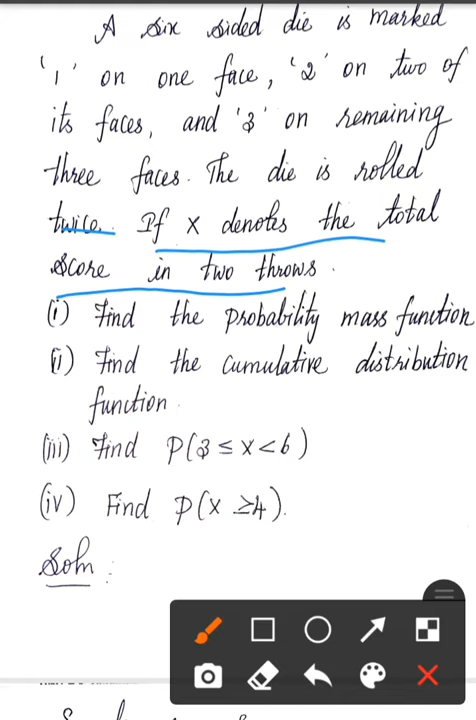 A six sided die is marked
'1' on one face, '2' on two of
its faces, and '3' on remaining
three faces. The die is rolled
twice. If X denotes the total
score in two throws.
(i) Find the probability mass function
(ii) Find the cumulative distribution
function.
(iii) Find P(3 ≤ X < 6)
(iv) Find P(X ≥ 4).
Soln :